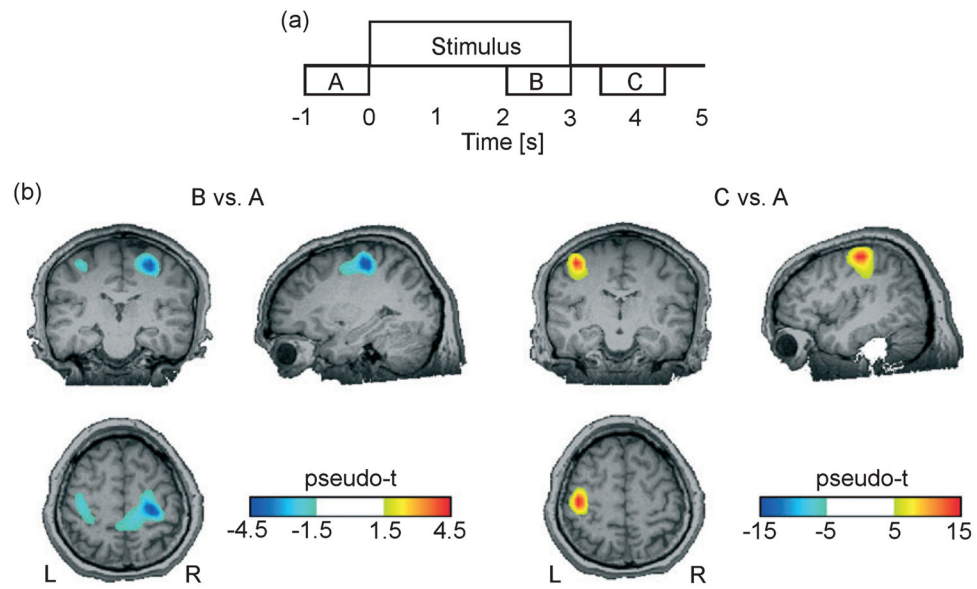 (a)
Stimulus
A B C
-1 0 1 2 3 4 5
Time [s]
(b)
B vs. A C vs. A
pseudo-t pseudo-t
-4.5 -1.5 1.5 4.5 -15 -5 5 15
L R L R